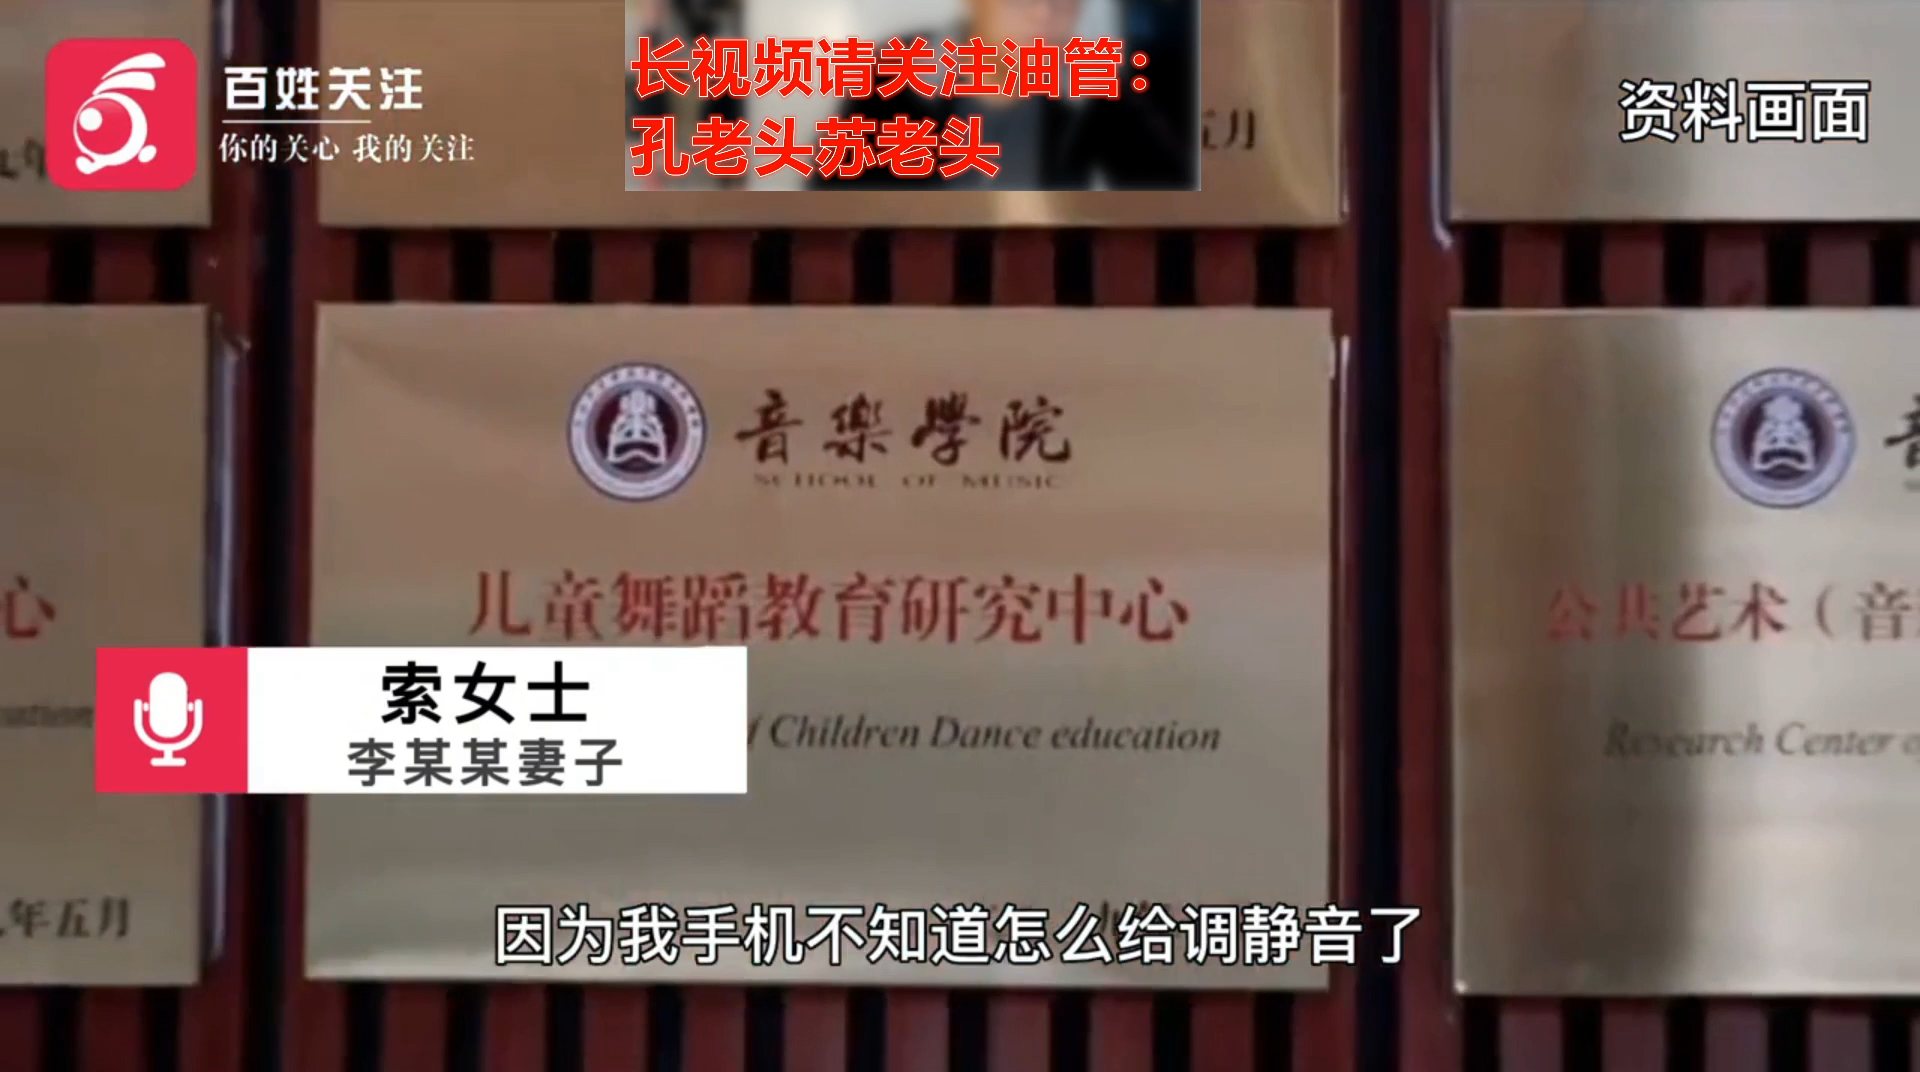 百姓关注
你的关心 我的关注
长视频请关注油管：
孔老头苏老头
资料画面
五月
音樂學院
SCHOOL OF MUSIC
儿童舞蹈教育研究中心
Children Dance education
心
年五月
公共艺术（音
Research Center
索女士
李某某妻子
因为我手机不知道怎么给调静音了